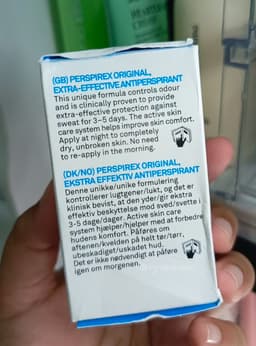 (GB) PERSPIREX ORIGINAL,
EXTRA-EFFECTIVE ANTIPERSPIRANT
This unique formula controls odour
and is clinically proven to provide
extra-effective protection against
sweat for 3-5 days. The active skin
care system helps improve skin comfort.
Apply at night to completely
dry, unbroken skin. No need
to re-apply in the morning.
(DK/NO) PERSPIREX ORIGINAL,
EKSTRA EFFEKTIV ANTIPERSPIRANT
Denne unikke/unike formulering
kontrollerer lugtgener/lukt, og det er
klinisk bevist, at den yder/gir ekstra
effektiv beskyttelse mod sved/svette i
3-5 dage/dager. Active skin care
system hjælper/hjelper med at forbedre
hudens komfort. Påføres om
aftenen/kvelden på helt tør/tørr,
ubeskadiget/uskadet hud.
Det er ikke nødvendigt at påføre
igen om morgenen.